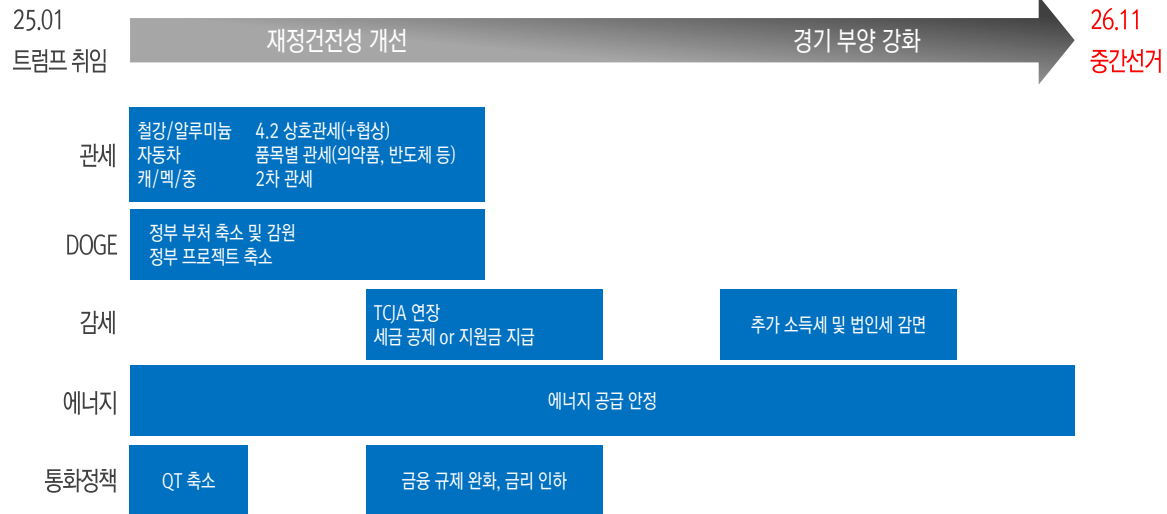 25.01
트럼프 취임
재정건전성 개선
경기 부양 강화
26.11
중간선거
관세
철강/알루미늄 4.2 상호관세(+협상)
자동차 품목별 관세(의약품, 반도체 등)
캐/멕/중 2차 관세
DOGE
정부 부처 축소 및 감원
정부 프로젝트 축소
감세
TCJA 연장
세금 공제 or 지원금 지급
추가 소득세 및 법인세 감면
에너지
에너지 공급 안정
통화정책
QT 축소
금융 규제 완화, 금리 인하